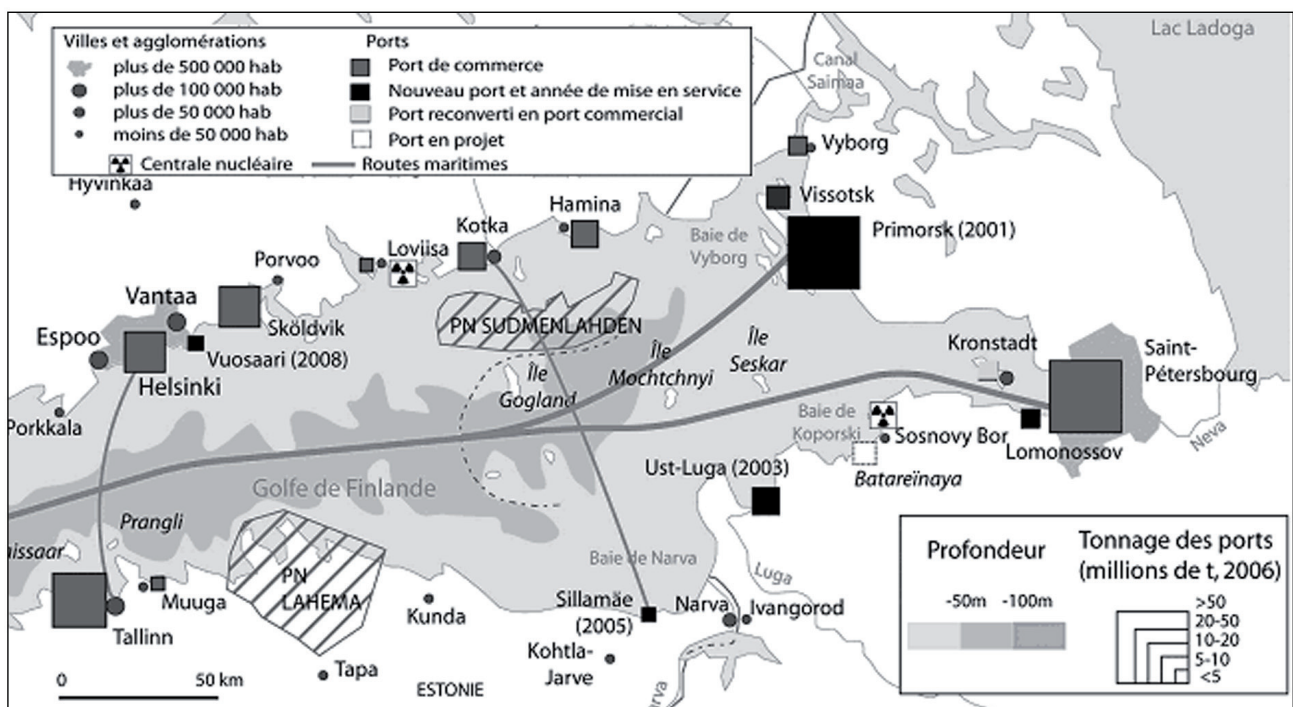 Villes et agglomérations
plus de 500 000 hab
plus de 100 000 hab
plus de 50 000 hab
moins de 50 000 hab
Ports
Port de commerce
Nouveau port et année de mise en service
Port reconverti en port commercial
Port en projet
Centrale nucléaire
Routes maritimes
Lac Ladoga
Canal
Saimaa
Vyborg
Hyvinkaa
Vissotsk
Hamina
Kotka
Primorsk (2001)
Baie de
Vyborg
Loviisa
Porvoo
Vantaa
Sköldvik
PN SUDMENLAHDEN
Espoo
Vuosaari (2008)
Helsinki
Île
Mochtchnyi
Île
Seskar
Kronstadt
Saint-
Pétersbourg
Île
Gogland
Porkkala
Baie de
Koporski
Sosnovy Bor
Lomonossov
Neva
Batareïnaya
Ust-Luga (2003)
Golfe de Finlande
Prangli
issaar
Baie de Narva
Luga
PN
LAHEMA
Muuga
Tallinn
Kunda
Sillamäe
(2005)
Narva
Ivangorod
Kohtla-
Jarve
Tapa
ESTONIE
arva
0
50 km
Profondeur
-50m
-100m
Tonnage des ports
(millions de t, 2006)
>50
20-50
10-20
5-10
<5